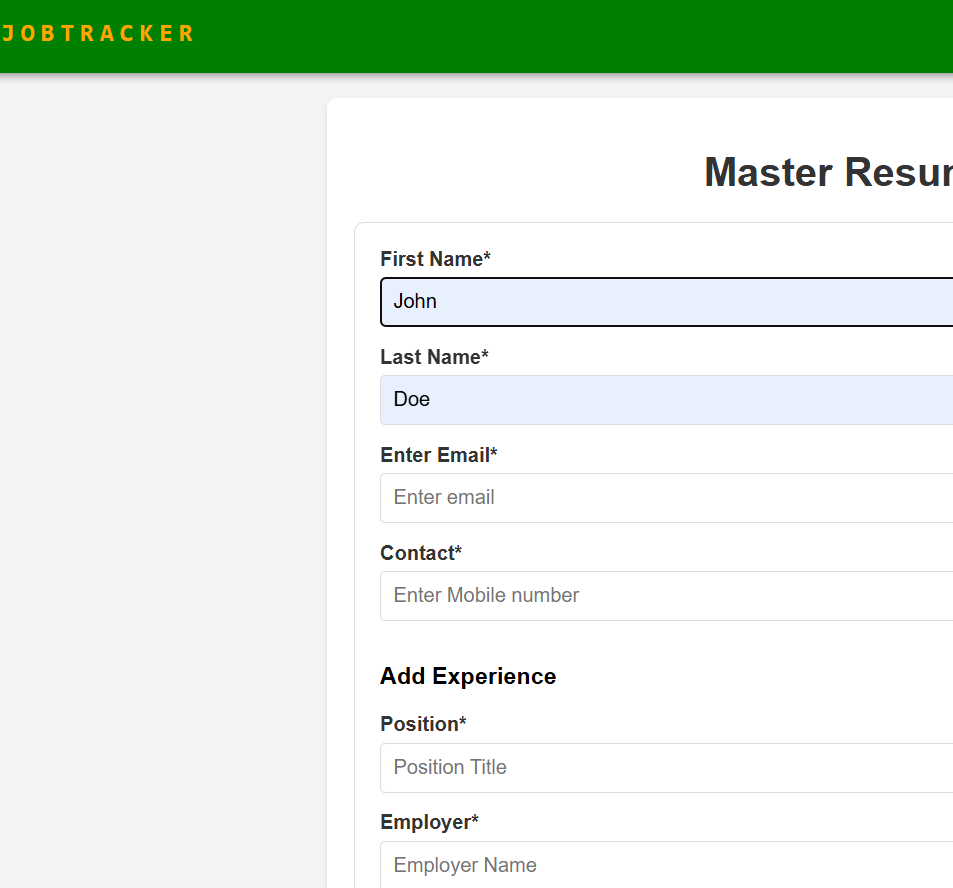 JOBTRACKER
Master Resu
First Name*
John
Last Name*
Doe
Enter Email*
Enter email
Contact*
Enter Mobile number
Add Experience
Position*
Position Title
Employer*
Employer Name